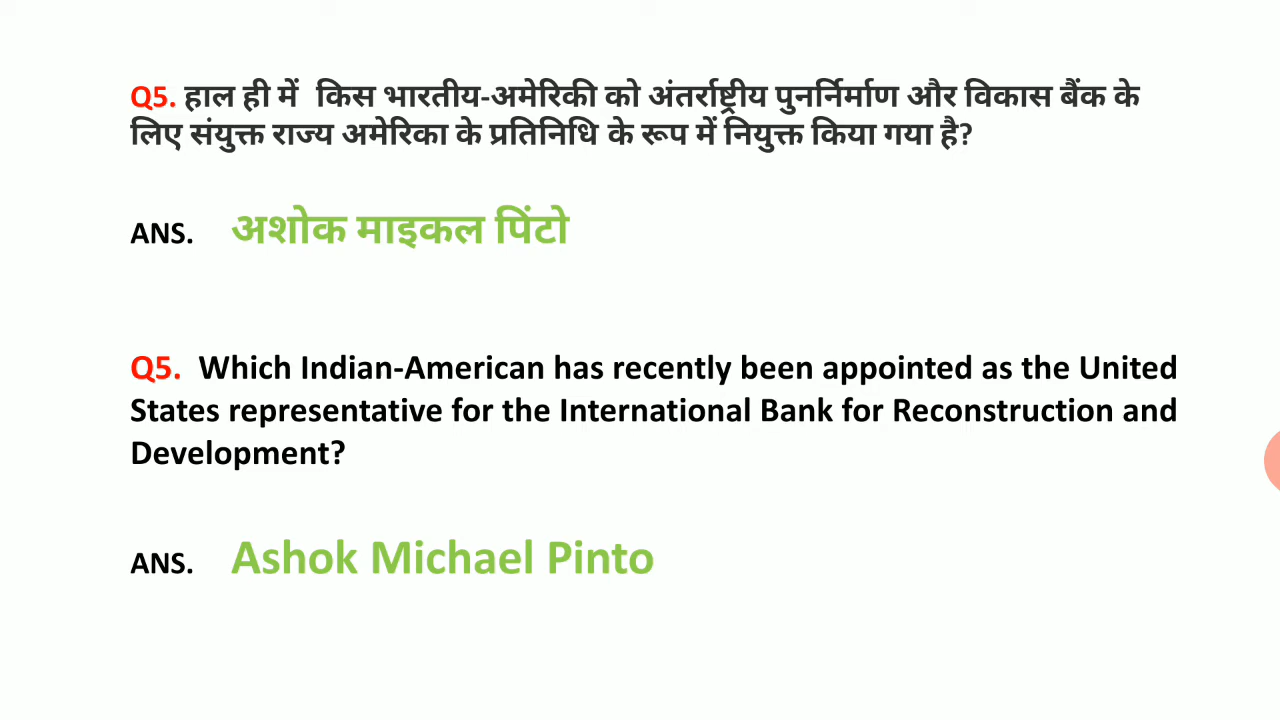 Q5. हाल ही में किस भारतीय-अमेरिकी को अंतर्राष्ट्रीय पुनर्निर्माण और विकास बैंक के
लिए संयुक्त राज्य अमेरिका के प्रतिनिधि के रूप में नियुक्त किया गया है?
ANS. अशोक माइकल पिंटो
Q5. Which Indian-American has recently been appointed as the United
States representative for the International Bank for Reconstruction and
Development?
ANS. Ashok Michael Pinto